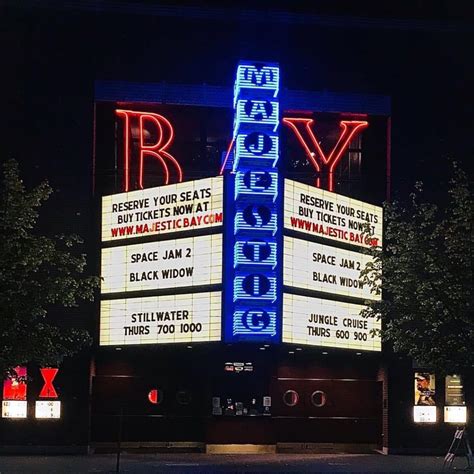 BAY
MAJESTIC
RESERVE YOUR SEATS
BUY TICKETS NOW AT
WWW.MAJESTICBAY.COM
SPACE JAM 2
BLACK WIDOW
STILLWATER
THURS 700 1000
RESERVE YOUR SEATS
BUY TICKETS NOW AT
WWW.MAJESTICBAY.COM
SPACE JAM 2
BLACK WIDOW
JUNGLE CRUISE
THURS 600 900